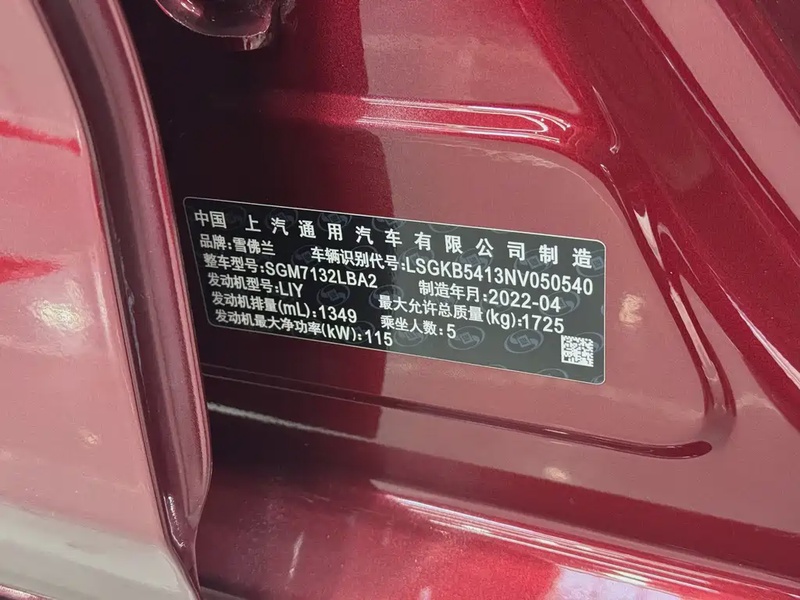 中国 上汽通用汽车有限公司制造
品牌:雪佛兰 车辆识别代号:LSGKB5413NV050540
整车型号:SGM7132LBA2 制造年月:2022-04
发动机型号:LIY 最大允许总质量(kg):1725
发动机排量(mL):1349 乘坐人数:5
发动机最大净功率(kW):115